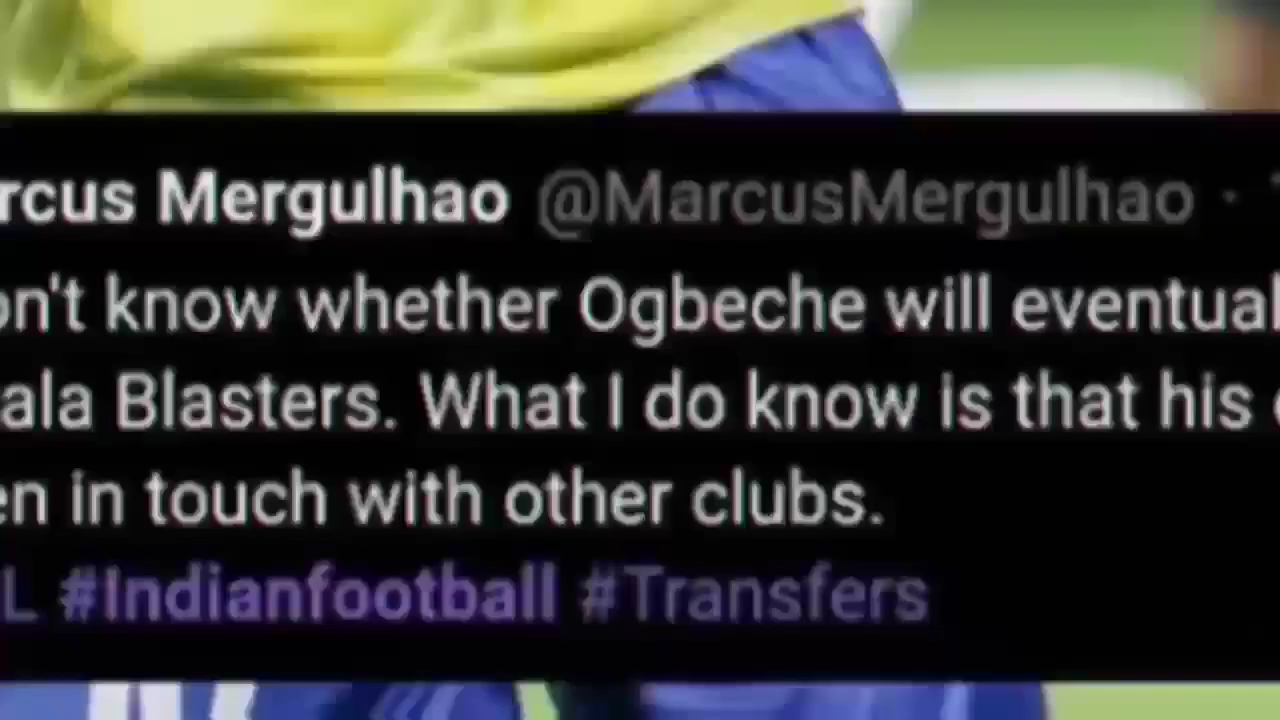 rcus Mergulhao @MarcusMergulhao ·
on't know whether Ogbeche will eventual
ala Blasters. What I do know is that his
en in touch with other clubs.
L #Indianfootball #Transfers